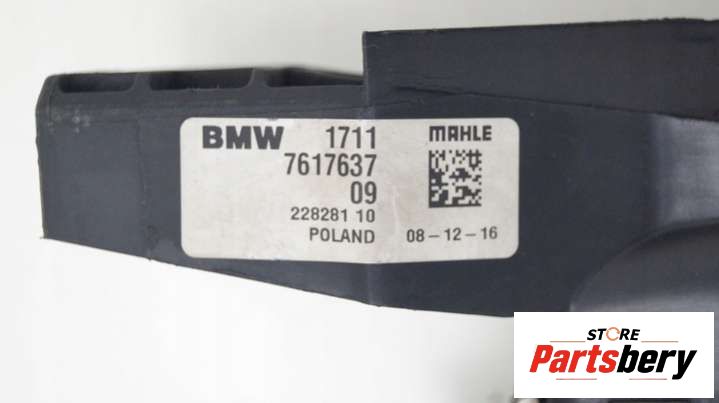 BMW 1711 MAHLE
7617637
09
228281 10
POLAND 08-12-16
STORE
Partsbery